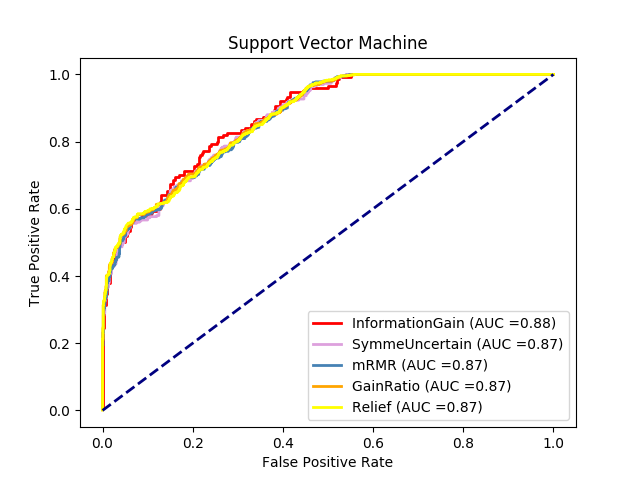 Support Vector Machine
True Positive Rate
1.0
0.8
0.6
0.4
0.2
0.0
InformationGain (AUC =0.88)
SymmeUncertain (AUC =0.87)
mRMR (AUC =0.87)
GainRatio (AUC =0.87)
Relief (AUC =0.87)
0.0 0.2 0.4 0.6 0.8 1.0
False Positive Rate